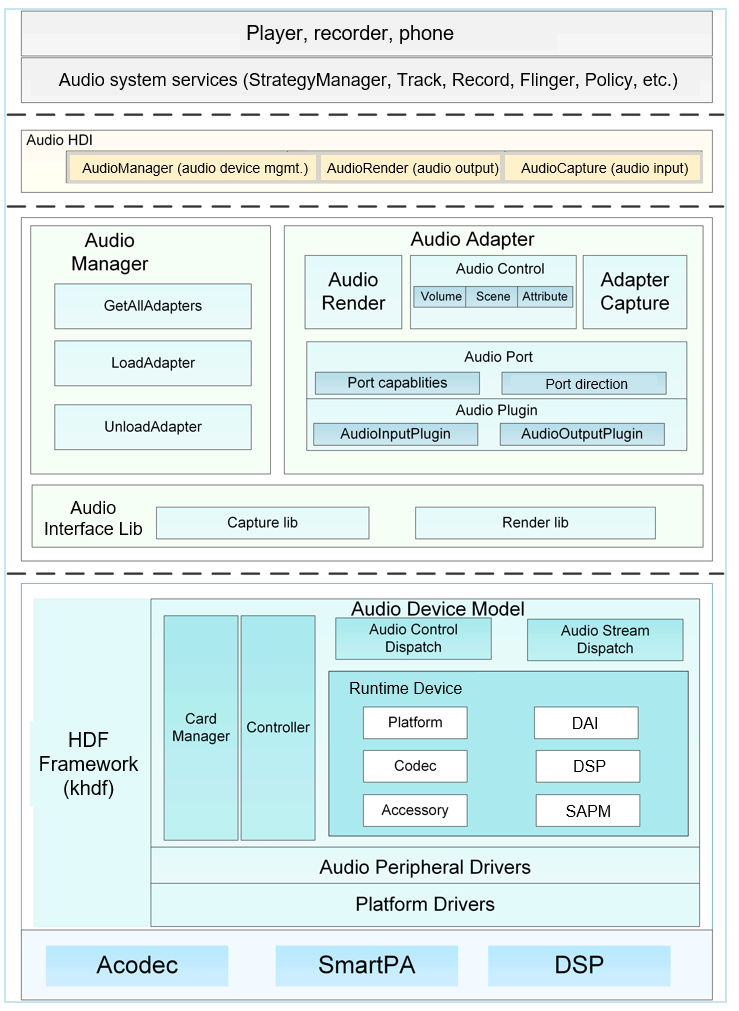 Player, recorder, phone
Audio system services (StrategyManager, Track, Record, Flinger, Policy, etc.)
Audio HDI
AudioManager (audio device mgmt.)
AudioRender (audio output)
AudioCapture (audio input)
Audio
Manager
GetAllAdapters
LoadAdapter
UnloadAdapter
Audio Adapter
Audio
Render
Audio Control
Volume
Scene
Attribute
Adapter
Capture
Audio Port
Port capablities
Port direction
Audio Plugin
AudioInputPlugin
AudioOutputPlugin
Audio
Interface Lib
Capture lib
Render lib
HDF
Framework
(khdf)
Audio Device Model
Card
Manager
Controller
Audio Control
Dispatch
Audio Stream
Dispatch
Runtime Device
Platform
DAI
Codec
DSP
Accessory
SAPM
Audio Peripheral Drivers
Platform Drivers
Acodec
SmartPA
DSP